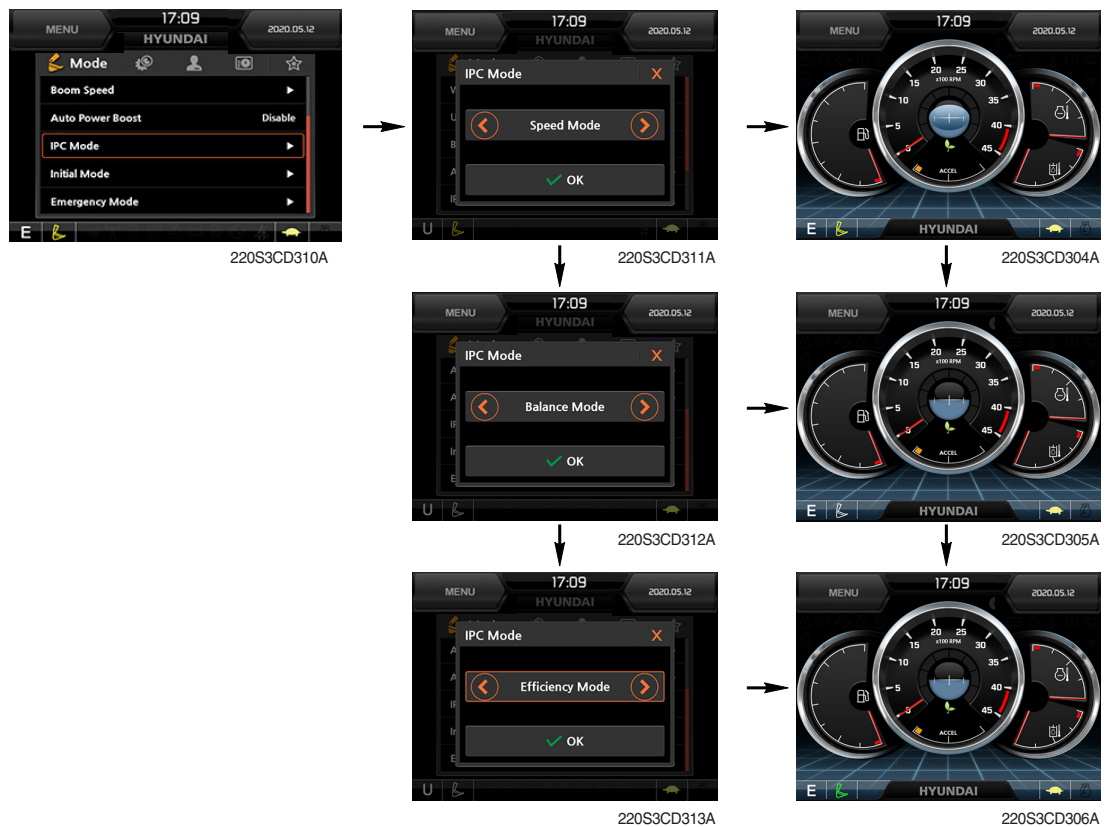 17:09
MENU
HYUNDAI
2020.05.12
Mode
Boom Speed
Auto Power Boost Disable
IPC Mode
Initial Mode
Emergency Mode
E
220S3CD310A
17:09
MENU
HYUNDAI
2020.05.12
IPC Mode X
Speed Mode
OK
U
220S3CD311A
17:09
MENU
2020.05.12
20 25
x100 RPM
15 30
10 35
5 40
0 45
ACCEL
E HYUNDAI
220S3CD304A
17:09
MENU
HYUNDAI
2020.05.12
IPC Mode X
Balance Mode
OK
U
220S3CD312A
17:09
MENU
2020.05.12
20 25
x100 RPM
15 30
10 35
5 40
0 45
ACCEL
E HYUNDAI
220S3CD305A
17:09
MENU
HYUNDAI
2020.05.12
IPC Mode X
Efficiency Mode
OK
U
220S3CD313A
17:09
MENU
2020.05.12
20 25
x100 RPM
15 30
10 35
5 40
0 45
ACCEL
E HYUNDAI
220S3CD306A